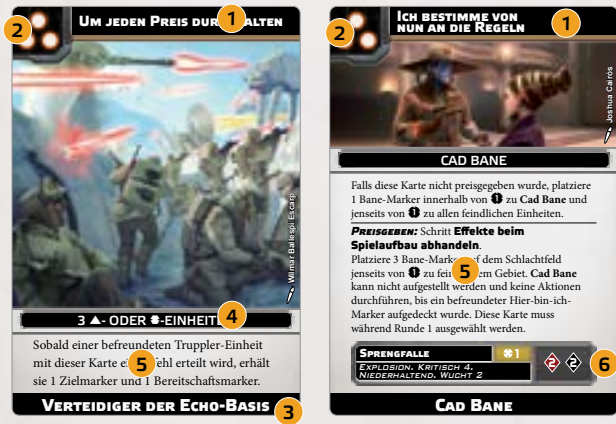 Um jeden Preis dur 1 alten
2
Wilmar Ballespí Escarp
3 ▲- ODER -EINHEITE 4
Sobald einer befreundeten Truppler-Einheit
mit dieser Karte ei 5 fehl erteilt wird, erhält
sie 1 Zielmarker und 1 Bereitschaftsmarker.
Verteidiger der Echo-Basis 3
Ich bestimme von
nun an die Regeln
1
2
Joshua Cairós
CAD BANE
Falls diese Karte nicht preisgegeben wurde, platziere
1 Bane-Marker innerhalb von 1 zu Cad Bane und
jenseits von 1 zu allen feindlichen Einheiten.
Preisgeben: Schritt Effekte beim
Spielaufbau abhandeln.
Platziere 3 Bane-Marke 5 f dem Schlachtfeld
jenseits von 1 zu fein em Gebiet. Cad Bane
kann nicht aufgestellt werden und keine Aktionen
durchführen, bis ein befreundeter Hier-bin-ich-
Marker aufgedeckt wurde. Diese Karte muss
während Runde 1 ausgewählt werden.
Sprengfalle 1 2 2 6
Explosion, Kritisch 4,
Niederhaltend, Wucht 2
Cad Bane